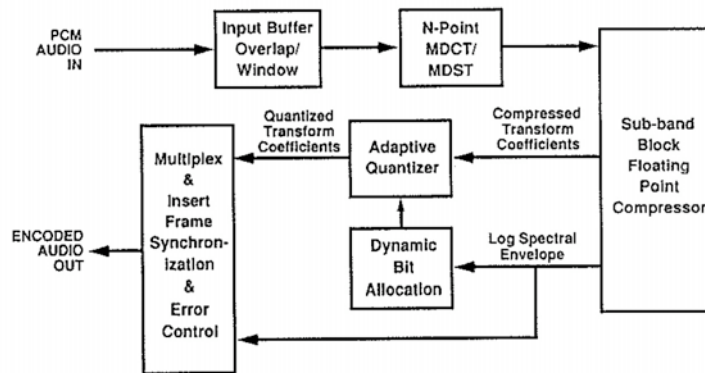 PCM
AUDIO
IN
Input Buffer
Overlap/
Window
N-Point
MDCT/
MDST
Sub-band
Block
Floating
Point
Compressor
Compressed
Transform
Coefficients
Adaptive
Quantizer
Quantized
Transform
Coefficients
Log Spectral
Envelope
Dynamic
Bit
Allocation
Multiplex
&
Insert
Frame
Synchron-
ization
&
Error
Control
ENCODED
AUDIO
OUT